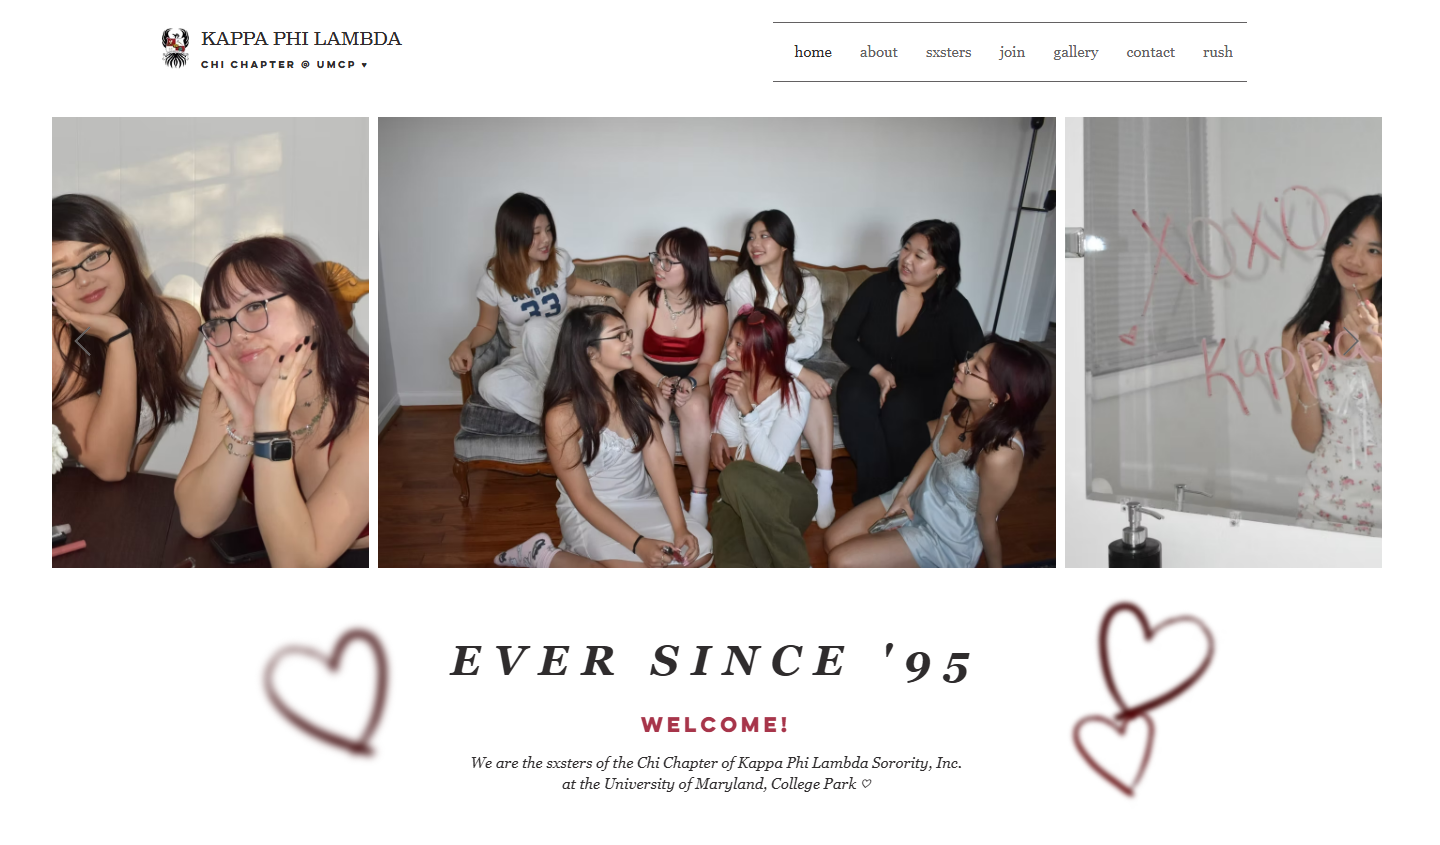 KAPPA PHI LAMBDA
CHI CHAPTER @ UMCP ♥
home about sxsters join gallery contact rush
COWBOYS
33
XOXO
Kappa
EVER SINCE '95
WELCOME!
We are the sxsters of the Chi Chapter of Kappa Phi Lambda Sorority, Inc.
at the University of Maryland, College Park ♡